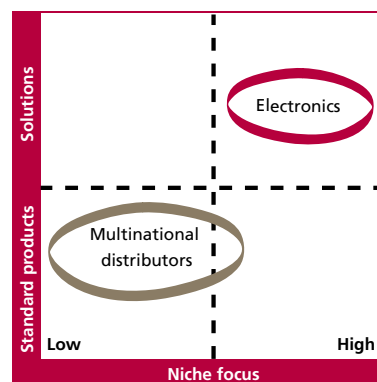 Solutions
Electronics
Standard products
Multinational
distributors
Low
High
Niche focus